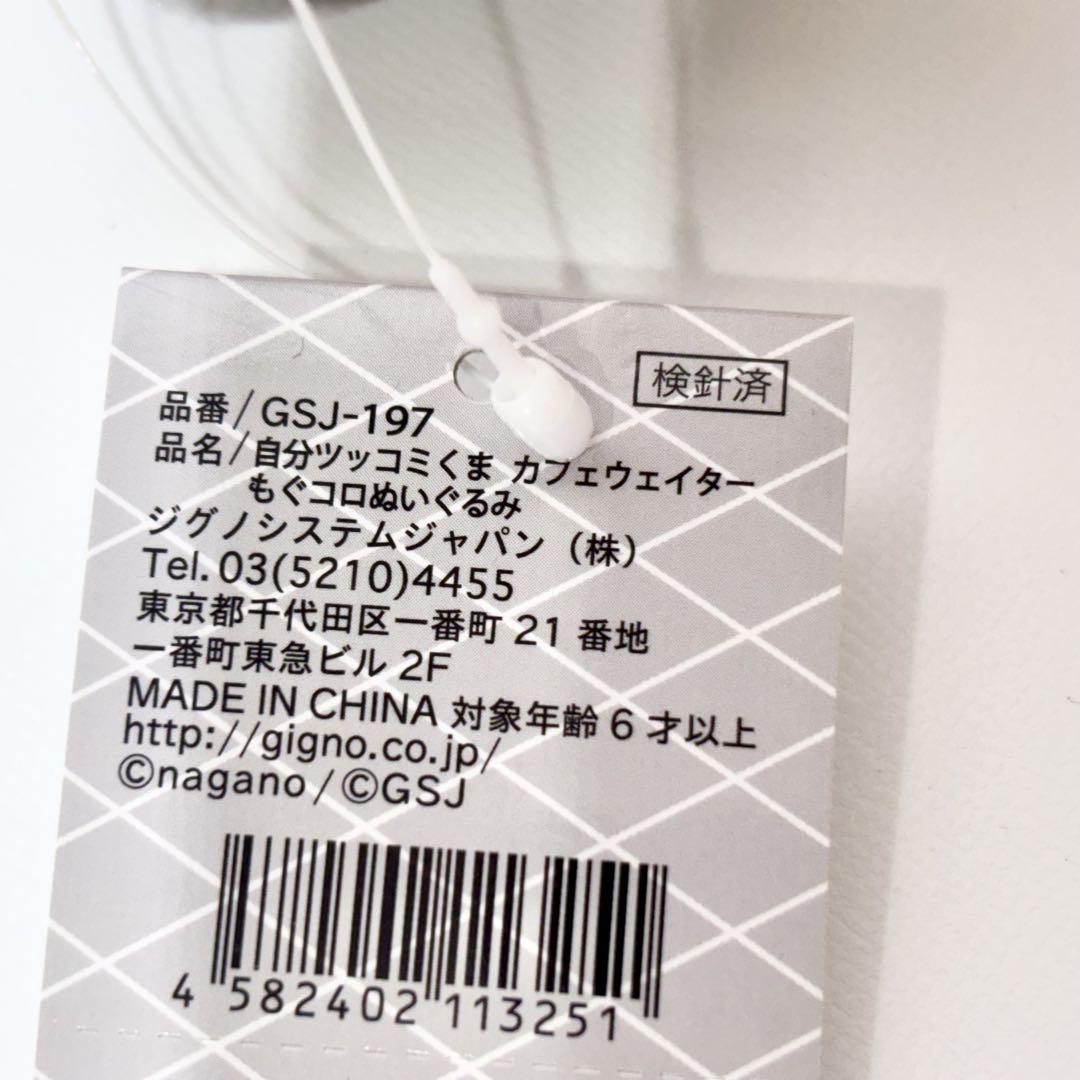 検針済
品番/GSJ-197
品名/自分ツッコミくま カフェウェイター
もぐコロぬいぐるみ
ジグノシステムジャパン（株）
Tel.03(5210)4455
東京都千代田区一番町 21 番地
一番町東急ビル 2F
MADE IN CHINA 対象年齢 6 才以上
http://gigno.co.jp/
©nagano/©GSJ
4 582402 113251